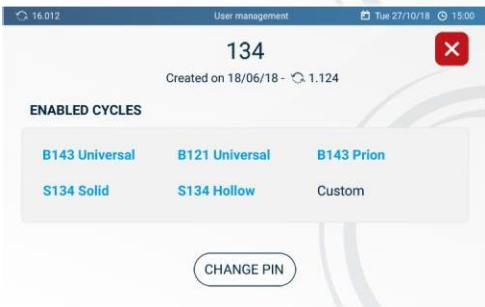 16.012 User management Tue 27/10/18 15:00
134
Created on 18/06/18 - 1.124
ENABLED CYCLES
B143 Universal B121 Universal B143 Prion
S134 Solid S134 Hollow Custom
CHANGE PIN